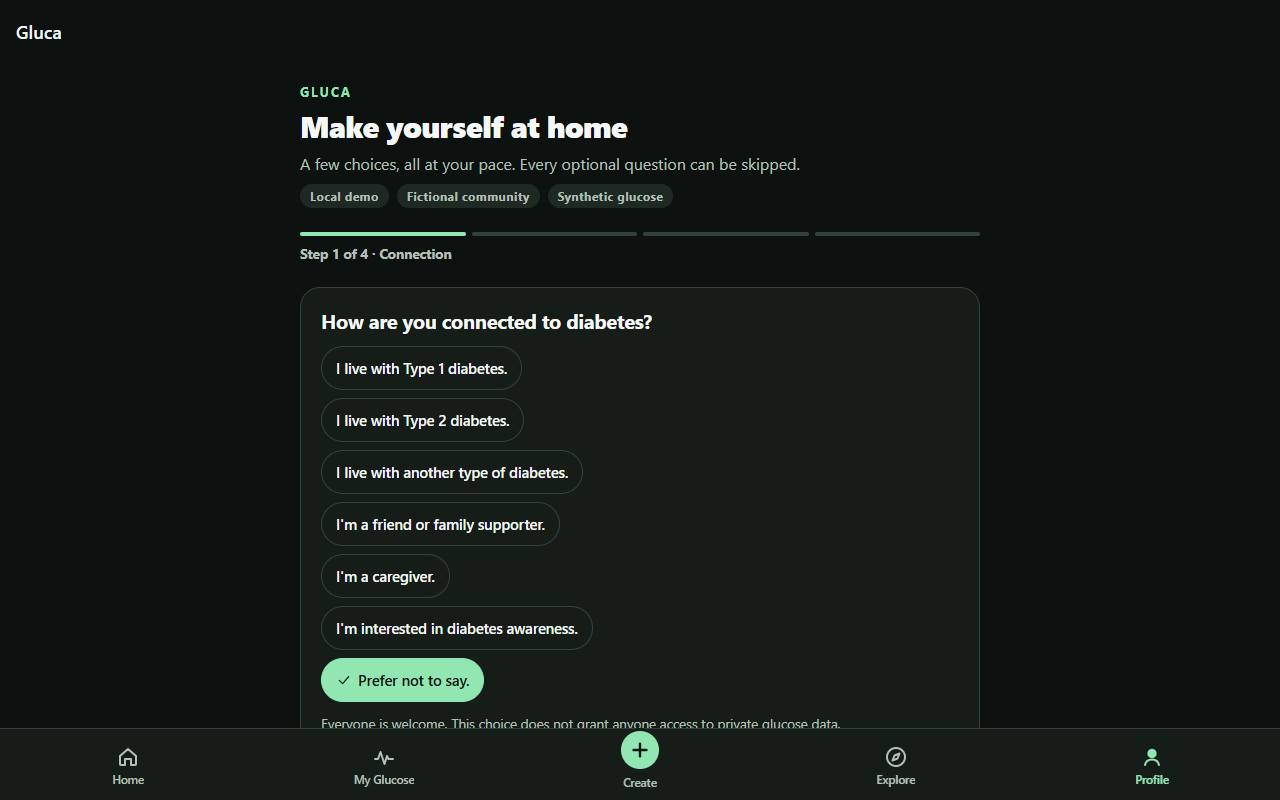 Gluca
GLUCA
Make yourself at home
A few choices, all at your pace. Every optional question can be skipped.
Local demo Fictional community Synthetic glucose
Step 1 of 4 · Connection
How are you connected to diabetes?
I live with Type 1 diabetes.
I live with Type 2 diabetes.
I live with another type of diabetes.
I'm a friend or family supporter.
I'm a caregiver.
I'm interested in diabetes awareness.
Prefer not to say.
Everyone is welcome. This choice does not grant anyone access to private glucose data.
Home My Glucose Create Explore Profile